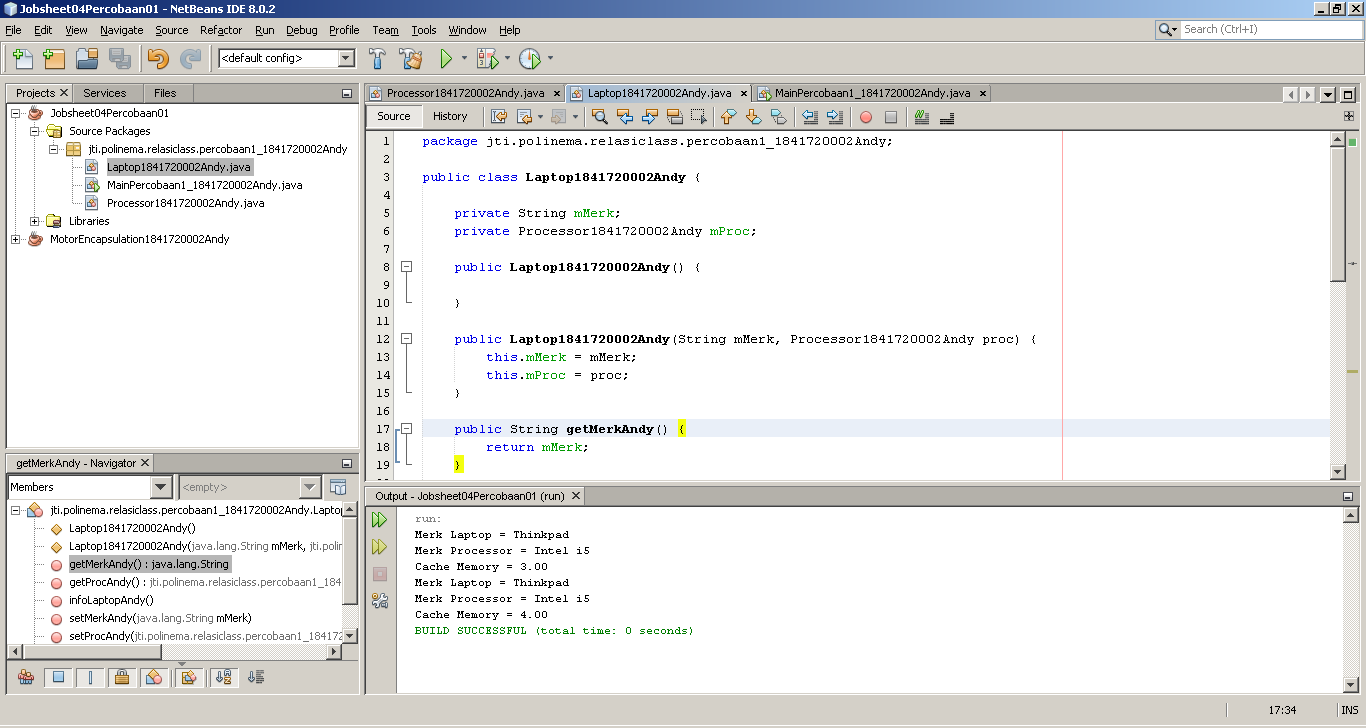 Jobsheet04Percobaan01 - NetBeans IDE 8.0.2
File Edit View Navigate Source Refactor Run Debug Profile Team Tools Window Help
Search (Ctrl+I)
<default config>
Projects Services Files
Jobsheet04Percobaan01
Source Packages
jti.polinema.relasiclass.percobaan1_1841720002Andy
Laptop1841720002Andy.java
MainPercobaan1_1841720002Andy.java
Processor1841720002Andy.java
Libraries
MotorEncapsulation1841720002Andy
Processor1841720002Andy.java Laptop1841720002Andy.java MainPercobaan1_1841720002Andy.java
Source History
1 package jti.polinema.relasiclass.percobaan1_1841720002Andy;
2
3 public class Laptop1841720002Andy {
4
5 private String mMerk;
6 private Processor1841720002Andy mProc;
7
8 public Laptop1841720002Andy() {
9
10 }
11
12 public Laptop1841720002Andy(String mMerk, Processor1841720002Andy proc) {
13 this.mMerk = mMerk;
14 this.mProc = proc;
15 }
16
17 public String getMerkAndy() {
18 return mMerk;
19 }
getMerkAndy - Navigator
Members <empty>
jti.polinema.relasiclass.percobaan1_1841720002Andy.Lapto
Laptop1841720002Andy()
Laptop1841720002Andy(java.lang.String mMerk, jti.polin
getMerkAndy() : java.lang.String
getProcAndy() : jti.polinema.relasiclass.percobaan1_184
infoLaptopAndy()
setMerkAndy(java.lang.String mMerk)
setProcAndy(jti.polinema.relasiclass.percobaan1_184172
Output - Jobsheet04Percobaan01 (run)
run:
Merk Laptop = Thinkpad
Merk Processor = Intel i5
Cache Memory = 3.00
Merk Laptop = Thinkpad
Merk Processor = Intel i5
Cache Memory = 4.00
BUILD SUCCESSFUL (total time: 0 seconds)
17:34 INS